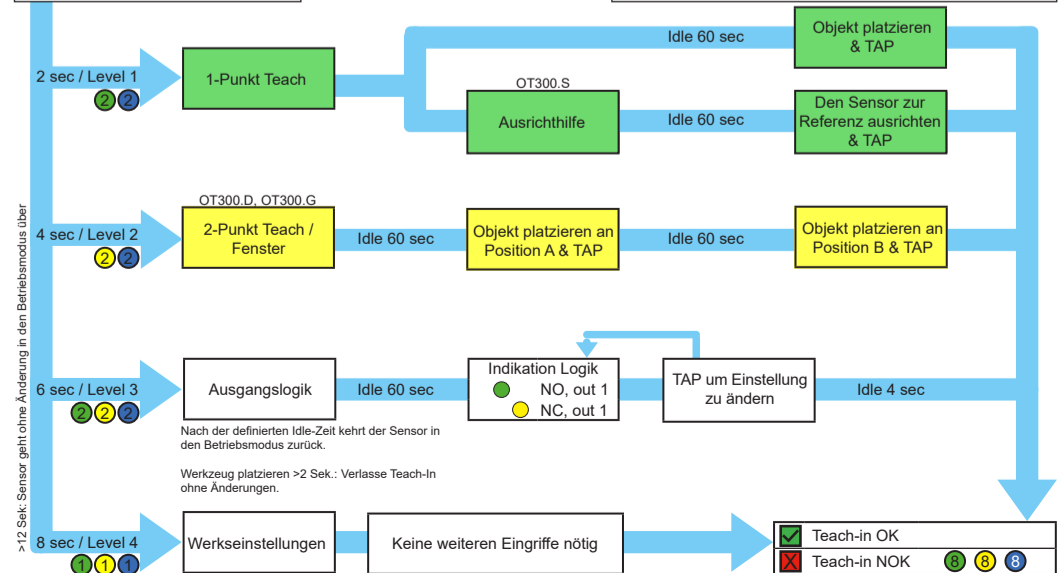 Idle 60 sec
Objekt platzieren
& TAP
2 sec / Level 1
2 2
1-Punkt Teach
OT300.S
Ausrichthilfe
Idle 60 sec
Den Sensor zur
Referenz ausrichten
& TAP
OT300.D, OT300.G
4 sec / Level 2
2 2
2-Punkt Teach /
Fenster
Idle 60 sec
Objekt platzieren an
Position A & TAP
Idle 60 sec
Objekt platzieren an
Position B & TAP
>12 Sek: Sensor geht ohne Änderung in den Betriebsmodus über
6 sec / Level 3
2 2 2
Ausgangslogik
Idle 60 sec
Indikation Logik
NO, out 1
NC, out 1
TAP um Einstellung
zu ändern
Idle 4 sec
Nach der definierten Idle-Zeit kehrt der Sensor in
den Betriebsmodus zurück.
Werkzeug platzieren >2 Sek.: Verlasse Teach-In
ohne Änderungen.
8 sec / Level 4
1 1 1
Werkseinstellungen
Keine weiteren Eingriffe nötig
Teach-in OK
Teach-in NOK 8 8 8